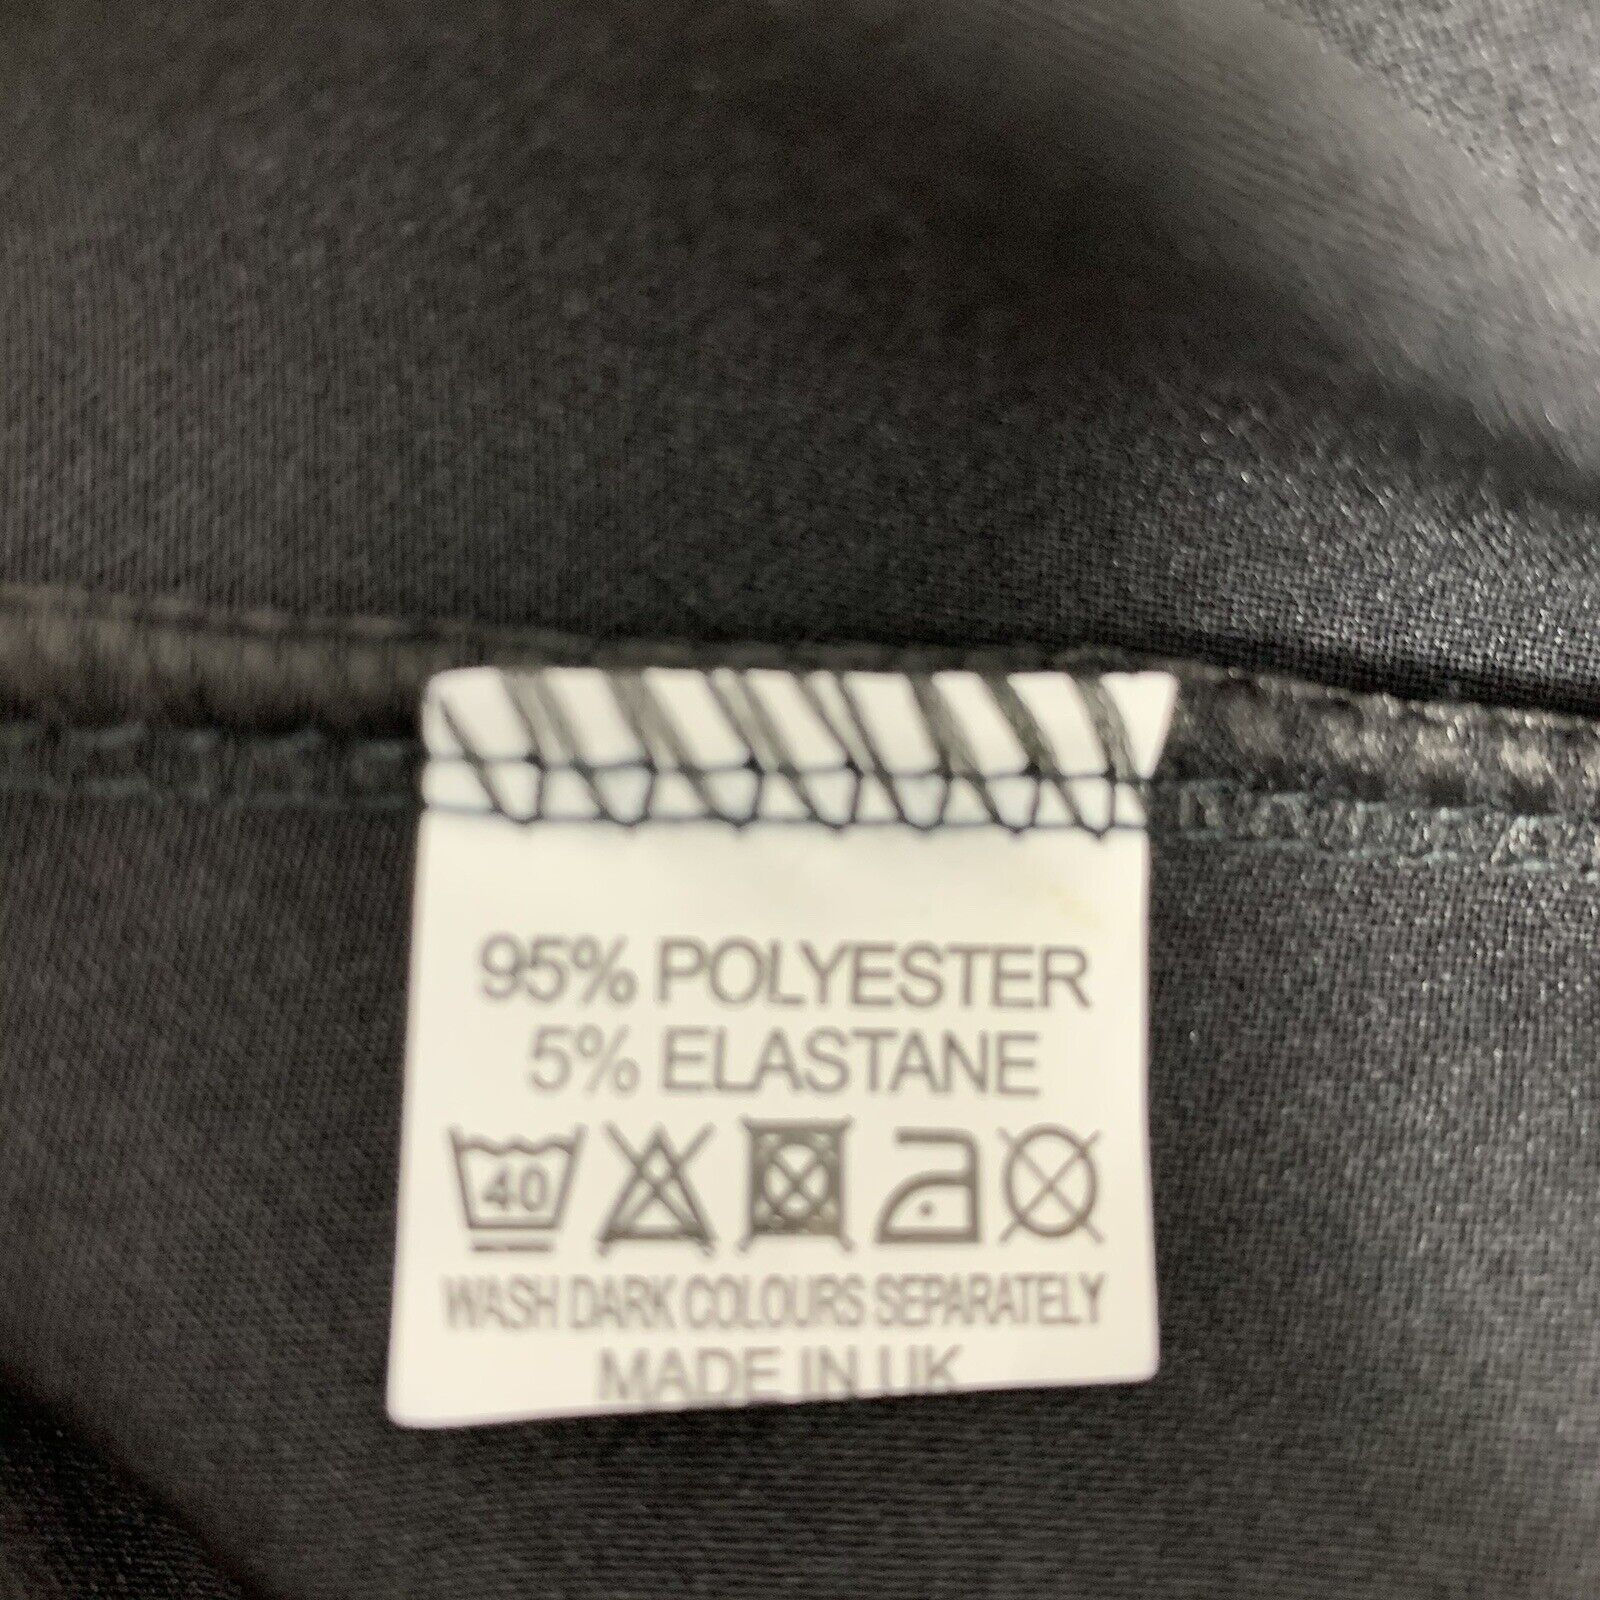 95% POLYESTER
5% ELASTANE
40
WASH DARK COLOURS SEPARATELY
MADE IN UK